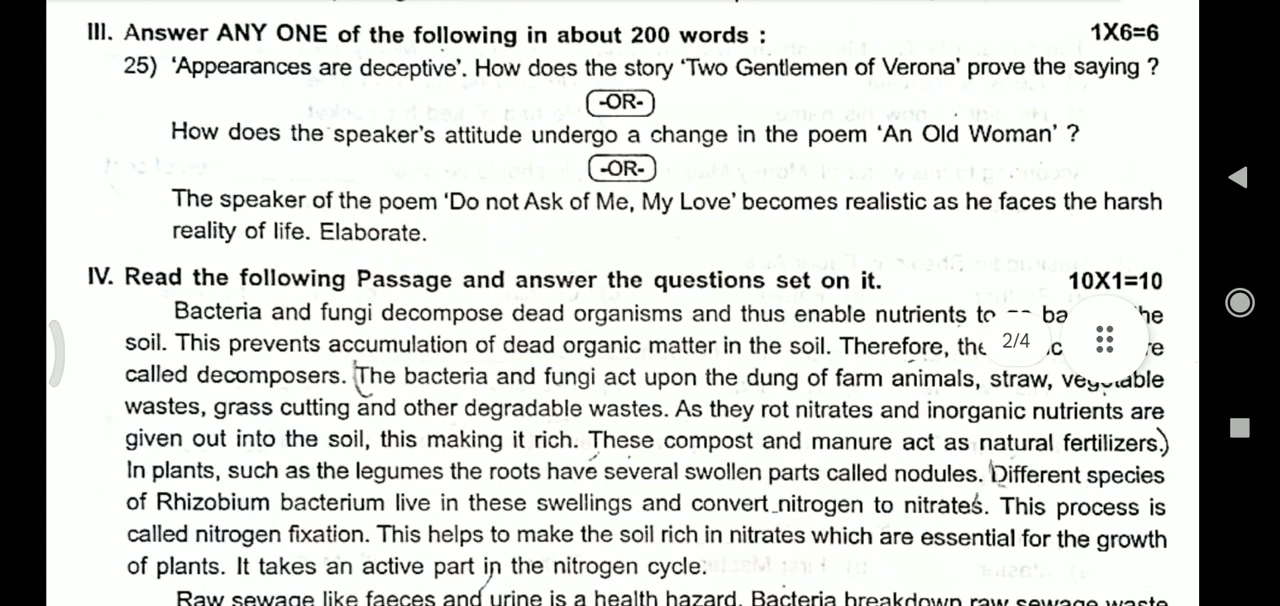 III. Answer ANY ONE of the following in about 200 words : 1X6=6
25) ‘Appearances are deceptive’. How does the story ‘Two Gentlemen of Verona’ prove the saying ?
-OR-
How does the speaker's attitude undergo a change in the poem ‘An Old Woman’ ?
-OR-
The speaker of the poem ‘Do not Ask of Me, My Love’ becomes realistic as he faces the harsh
reality of life. Elaborate.
IV. Read the following Passage and answer the questions set on it. 10X1=10
Bacteria and fungi decompose dead organisms and thus enable nutrients to
soil. This prevents accumulation of dead organic matter in the soil. Therefore, 2/4
called decomposers. The bacteria and fungi act upon the dung of farm animals, straw, vegetable
wastes, grass cutting and other degradable wastes. As they rot nitrates and inorganic nutrients are
given out into the soil, this making it rich. These compost and manure act as natural fertilizers.)
In plants, such as the legumes the roots have several swollen parts called nodules. Different species
of Rhizobium bacterium live in these swellings and convert nitrogen to nitrates. This process is
called nitrogen fixation. This helps to make the soil rich in nitrates which are essential for the growth
of plants. It takes an active part in the nitrogen cycle.
Raw sewage like faeces and urine is a health hazard. Bacteria breakdown raw sewage waste